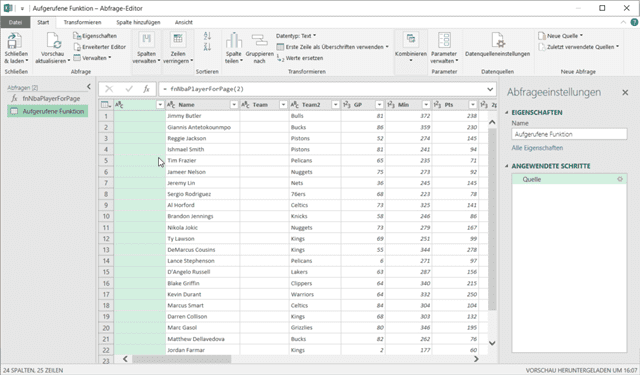 Aufgerufene Funktion – Abfrage-Editor
Datei Start Transformieren Spalte hinzufügen Ansicht
Schließen & laden
Vorschau aktualisieren
Eigenschaften
Erweiterter Editor
Verwalten
Spalten verwalten
Zeilen verringern
Spalte teilen
Gruppieren nach
Datentyp: Text
Erste Zeile als Überschriften verwenden
Werte ersetzen
Kombinieren
Parameter verwalten
Datenquelleneinstellungen
Neue Quelle
Zuletzt verwendete Quellen
Schließen Abfrage Sortieren Transformieren Parameter Datenquellen Neue Abfrage
Abfragen [2]
fnNbaPlayerForPage
Aufgerufene Funktion
= fnNbaPlayerForPage(2)
Name Team Team2 GP Min Pts
1 Jimmy Butler Bulls 81 372 238
2 Giannis Antetokounmpo Bucks 86 359 230
3 Reggie Jackson Pistons 52 274 145
4 Ishmael Smith Pistons 81 241 94
5 Tim Frazier Pelicans 65 235 71
6 Jameer Nelson Nuggets 75 273 92
7 Jeremy Lin Nets 36 245 145
8 Sergio Rodriguez 76ers 68 223 78
9 Al Horford Celtics 73 325 141
10 Brandon Jennings Knicks 58 246 86
11 Nikola Jokic Nuggets 73 279 167
12 Ty Lawson Kings 69 251 99
13 DeMarcus Cousins Kings 55 344 278
14 Lance Stephenson Pelicans 6 271 97
15 D'Angelo Russell Lakers 63 287 156
16 Blake Griffin Clippers 64 340 215
17 Kevin Durant Warriors 64 332 250
18 Marcus Smart Celtics 84 304 104
19 Darren Collison Kings 68 303 132
20 Marc Gasol Grizzlies 80 346 195
21 Matthew Dellavedova Bucks 82 262 76
22 Jordan Farmar Kings 2 177 60
23
Abfrageeinstellungen
EIGENSCHAFTEN
Name
Aufgerufene Funktion
Alle Eigenschaften
ANGEWENDETE SCHRITTE
Quelle
24 SPALTEN, 25 ZEILEN
VORSCHAU HERUNTERGELADEN UM 16:07